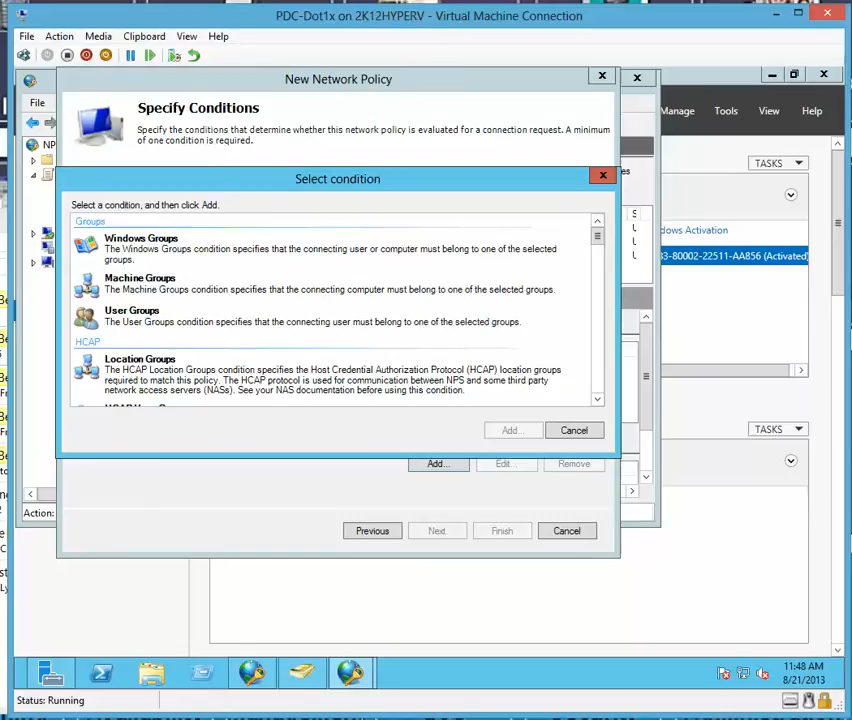 PDC-Dot1x on 2K12HYPERV - Virtual Machine Connection
File Action Media Clipboard View Help
New Network Policy
File
Manage Tools View Help
Specify Conditions
Specify the conditions that determine whether this network policy is evaluated for a connection request. A minimum
of one condition is required.
NP
TASKS
Select condition
Select a condition, and then click Add.
Groups
Windows Groups
The Windows Groups condition specifies that the connecting user or computer must belong to one of the selected
groups.
Machine Groups
The Machine Groups condition specifies that the connecting computer must belong to one of the selected groups.
User Groups
The User Groups condition specifies that the connecting user must belong to one of the selected groups.
HCAP
Location Groups
The HCAP Location Groups condition specifies the Host Credential Authorization Protocol (HCAP) location groups
required to match this policy. The HCAP protocol is used for communication between NPS and some third party
network access servers (NASs). See your NAS documentation before using this condition.
Add... Cancel
dows Activation
33-80002-22511-AA856 (Activated)
TASKS
Add... Edit... Remove
Action:
Previous Next Finish Cancel
11:48 AM
8/21/2013
Status: Running